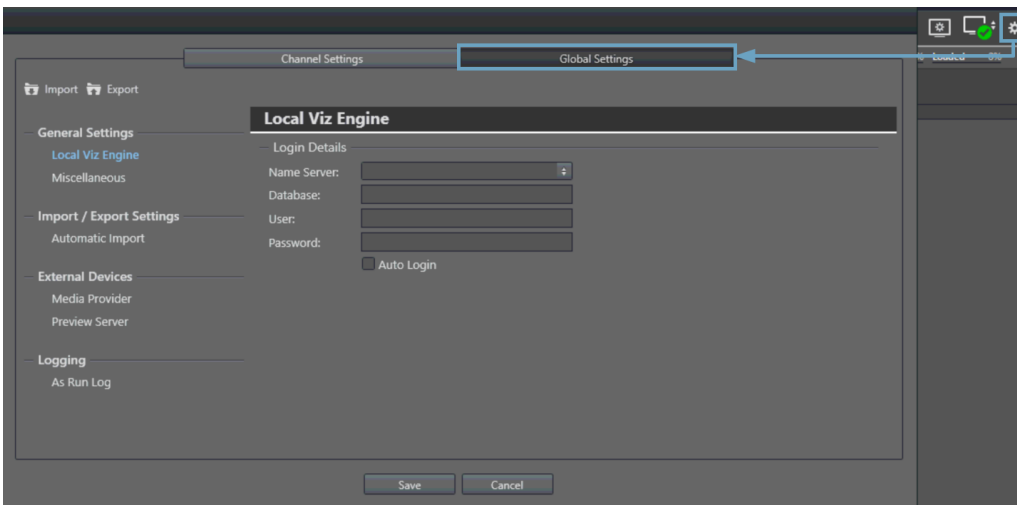 Channel Settings
Global Settings
Loaded
Import
Export
Local Viz Engine
General Settings
Local Viz Engine
Miscellaneous
Import / Export Settings
Automatic Import
External Devices
Media Provider
Preview Server
Logging
As Run Log
Login Details
Name Server:
Database:
User:
Password:
Auto Login
Save
Cancel